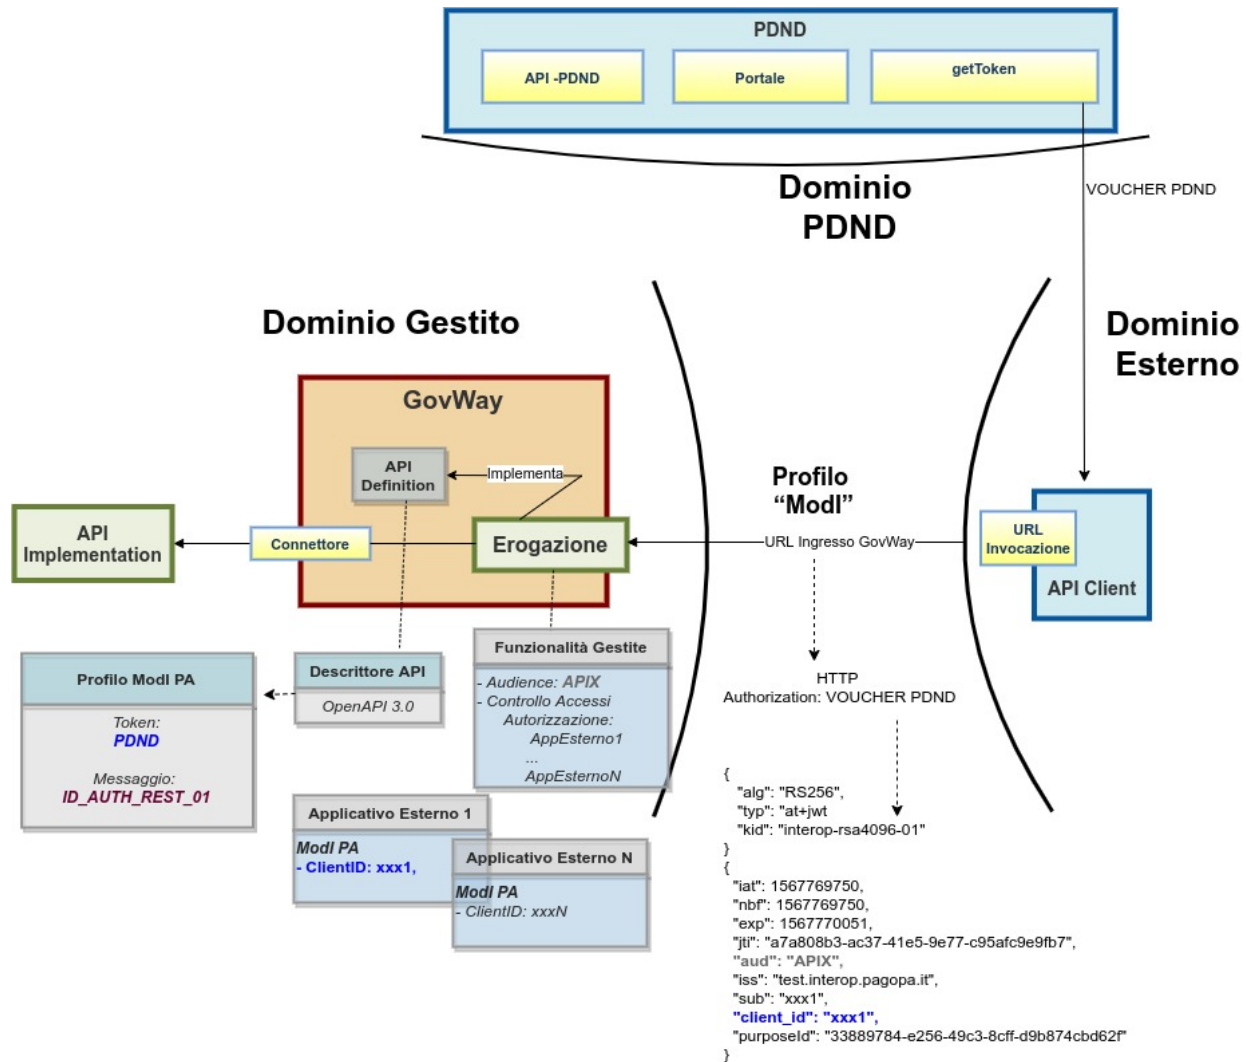 PDND
API -PDND
Portale
getToken
Dominio
PDND
VOUCHER PDND
Dominio Gestito
Dominio
Esterno
GovWay
API
Definition
Implementa
Profilo
“ModI”
API
Implementation
Connettore
Erogazione
URL Ingresso GovWay
URL
Invocazione
API Client
Profilo ModI PA
Token:
PDND
Messaggio:
ID_AUTH_REST_01
Descrittore API
OpenAPI 3.0
Funzionalità Gestite
- Audience: APIX
- Controllo Accessi
Autorizzazione:
AppEsterno1
...
AppEsternoN
HTTP
Authorization: VOUCHER PDND
Applicativo Esterno 1
ModI PA
- ClientID: xxx1,
Applicativo Esterno N
ModI PA
- ClientID: xxxN
{
"alg": "RS256",
"typ": "at+jwt
"kid": "interop-rsa4096-01"
}
{
"iat": 1567769750,
"nbf": 1567769750,
"exp": 1567770051,
"jti": "a7a808b3-ac37-41e5-9e77-c95afc9e9fb7",
"aud": "APIX",
"iss": "test.interop.pagopa.it",
"sub": "xxx1",
"client_id": "xxx1",
"purposeId": "33889784-e256-49c3-8cff-d9b874cbd62f"
}